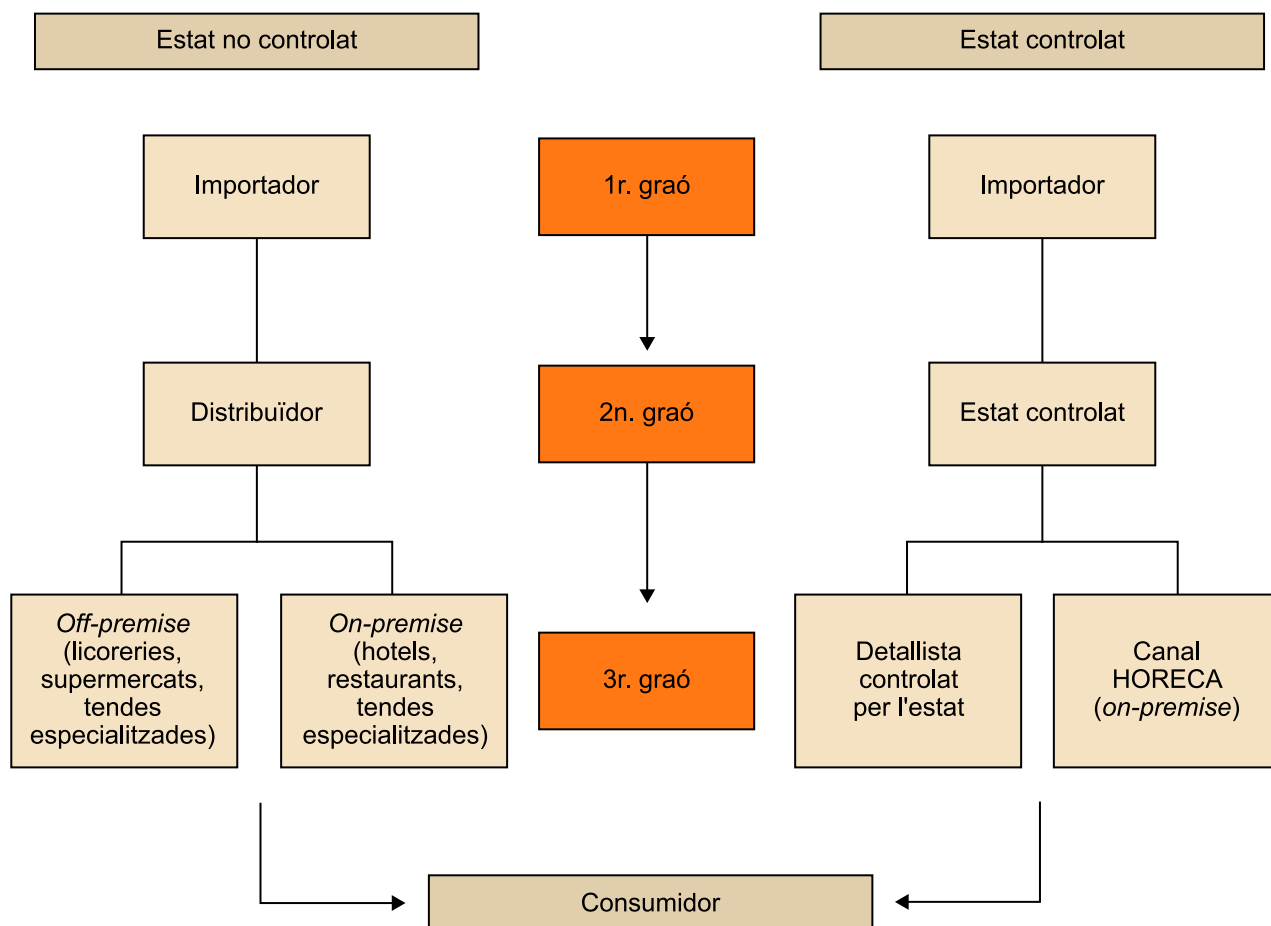 Estat no controlat
Estat controlat
Importador
1r. graó
Importador
Distribuïdor
2n. graó
Estat controlat
Off-premise
(licoreries,
supermercats,
tendes
especialitzades)
On-premise
(hotels,
restaurants,
tendes
especialitzades)
3r. graó
Detallista
controlat
per l'estat
Canal
HORECA
(on-premise)
Consumidor